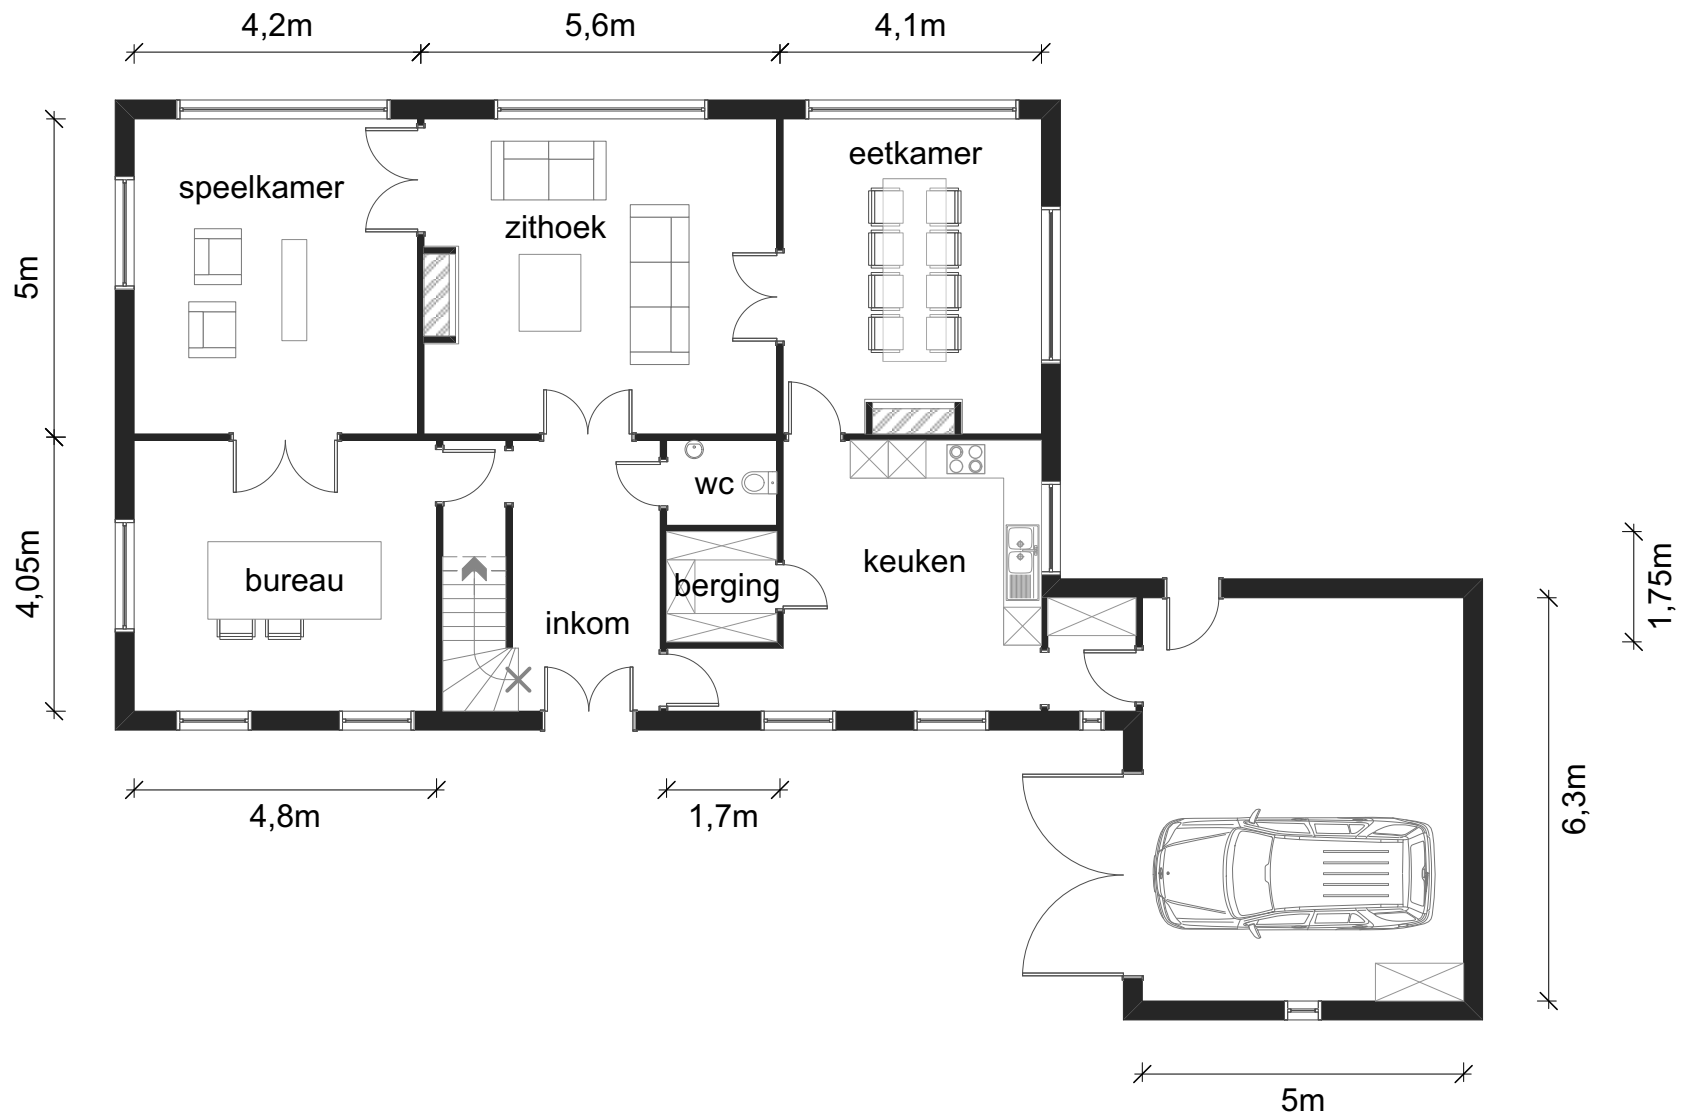 4,2m
5,6m
4,1m
eetkamer
speelkamer
zithoek
5m
wc
keuken
4,05m
bureau
berging
1,75m
inkom
4,8m
1,7m
6,3m
5m